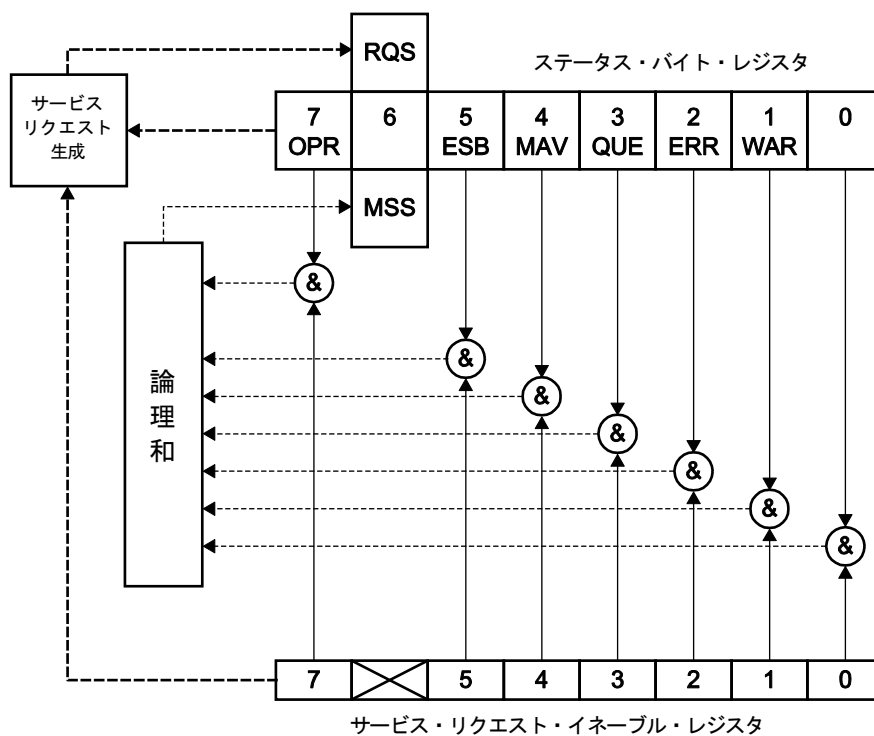 RQS
ステータス・バイト・レジスタ
サービス
リクエスト
生成
7 6 5 4 3 2 1 0
OPR ESB MAV QUE ERR WAR
MSS
&
論理和
&
&
&
&
&
&
7 5 4 3 2 1 0
サービス・リクエスト・イネーブル・レジスタ